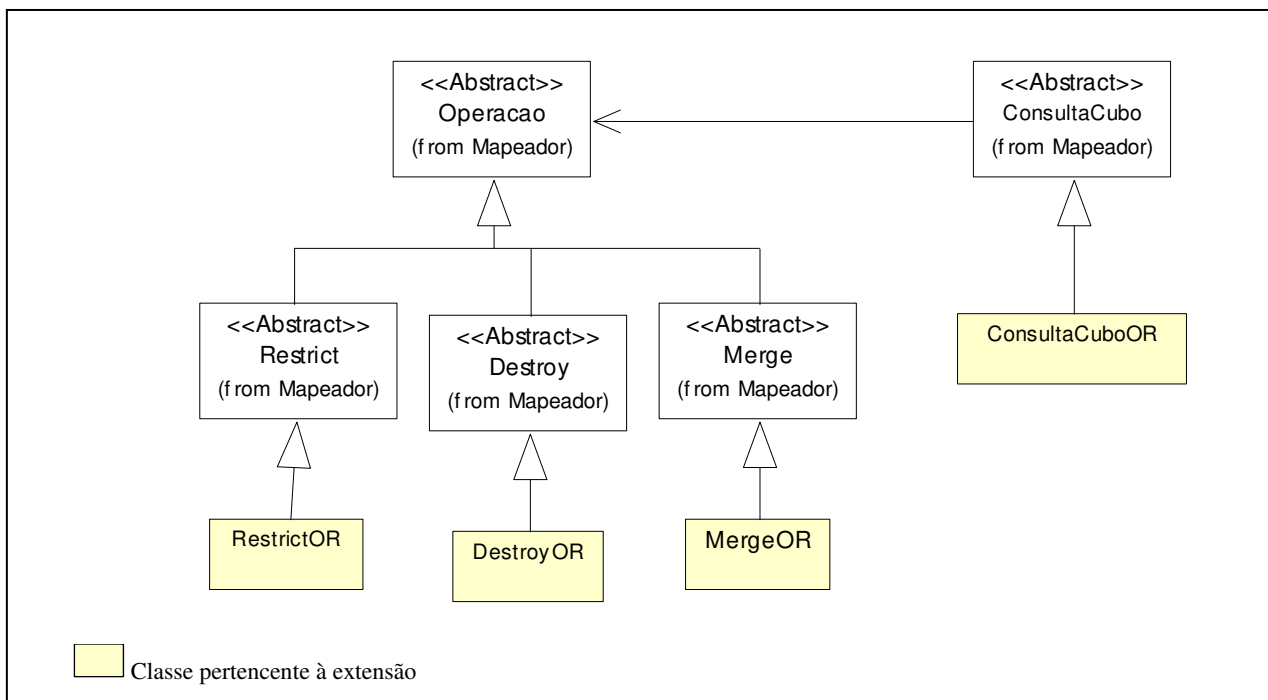 <<Abstract>>
Operacao
(from Mapeador)
<<Abstract>>
ConsultaCubo
(from Mapeador)
<<Abstract>>
Restrict
(from Mapeador)
<<Abstract>>
Destroy
(from Mapeador)
<<Abstract>>
Merge
(from Mapeador)
ConsultaCuboOR
RestrictOR
DestroyOR
MergeOR
Classe pertencente à extensão